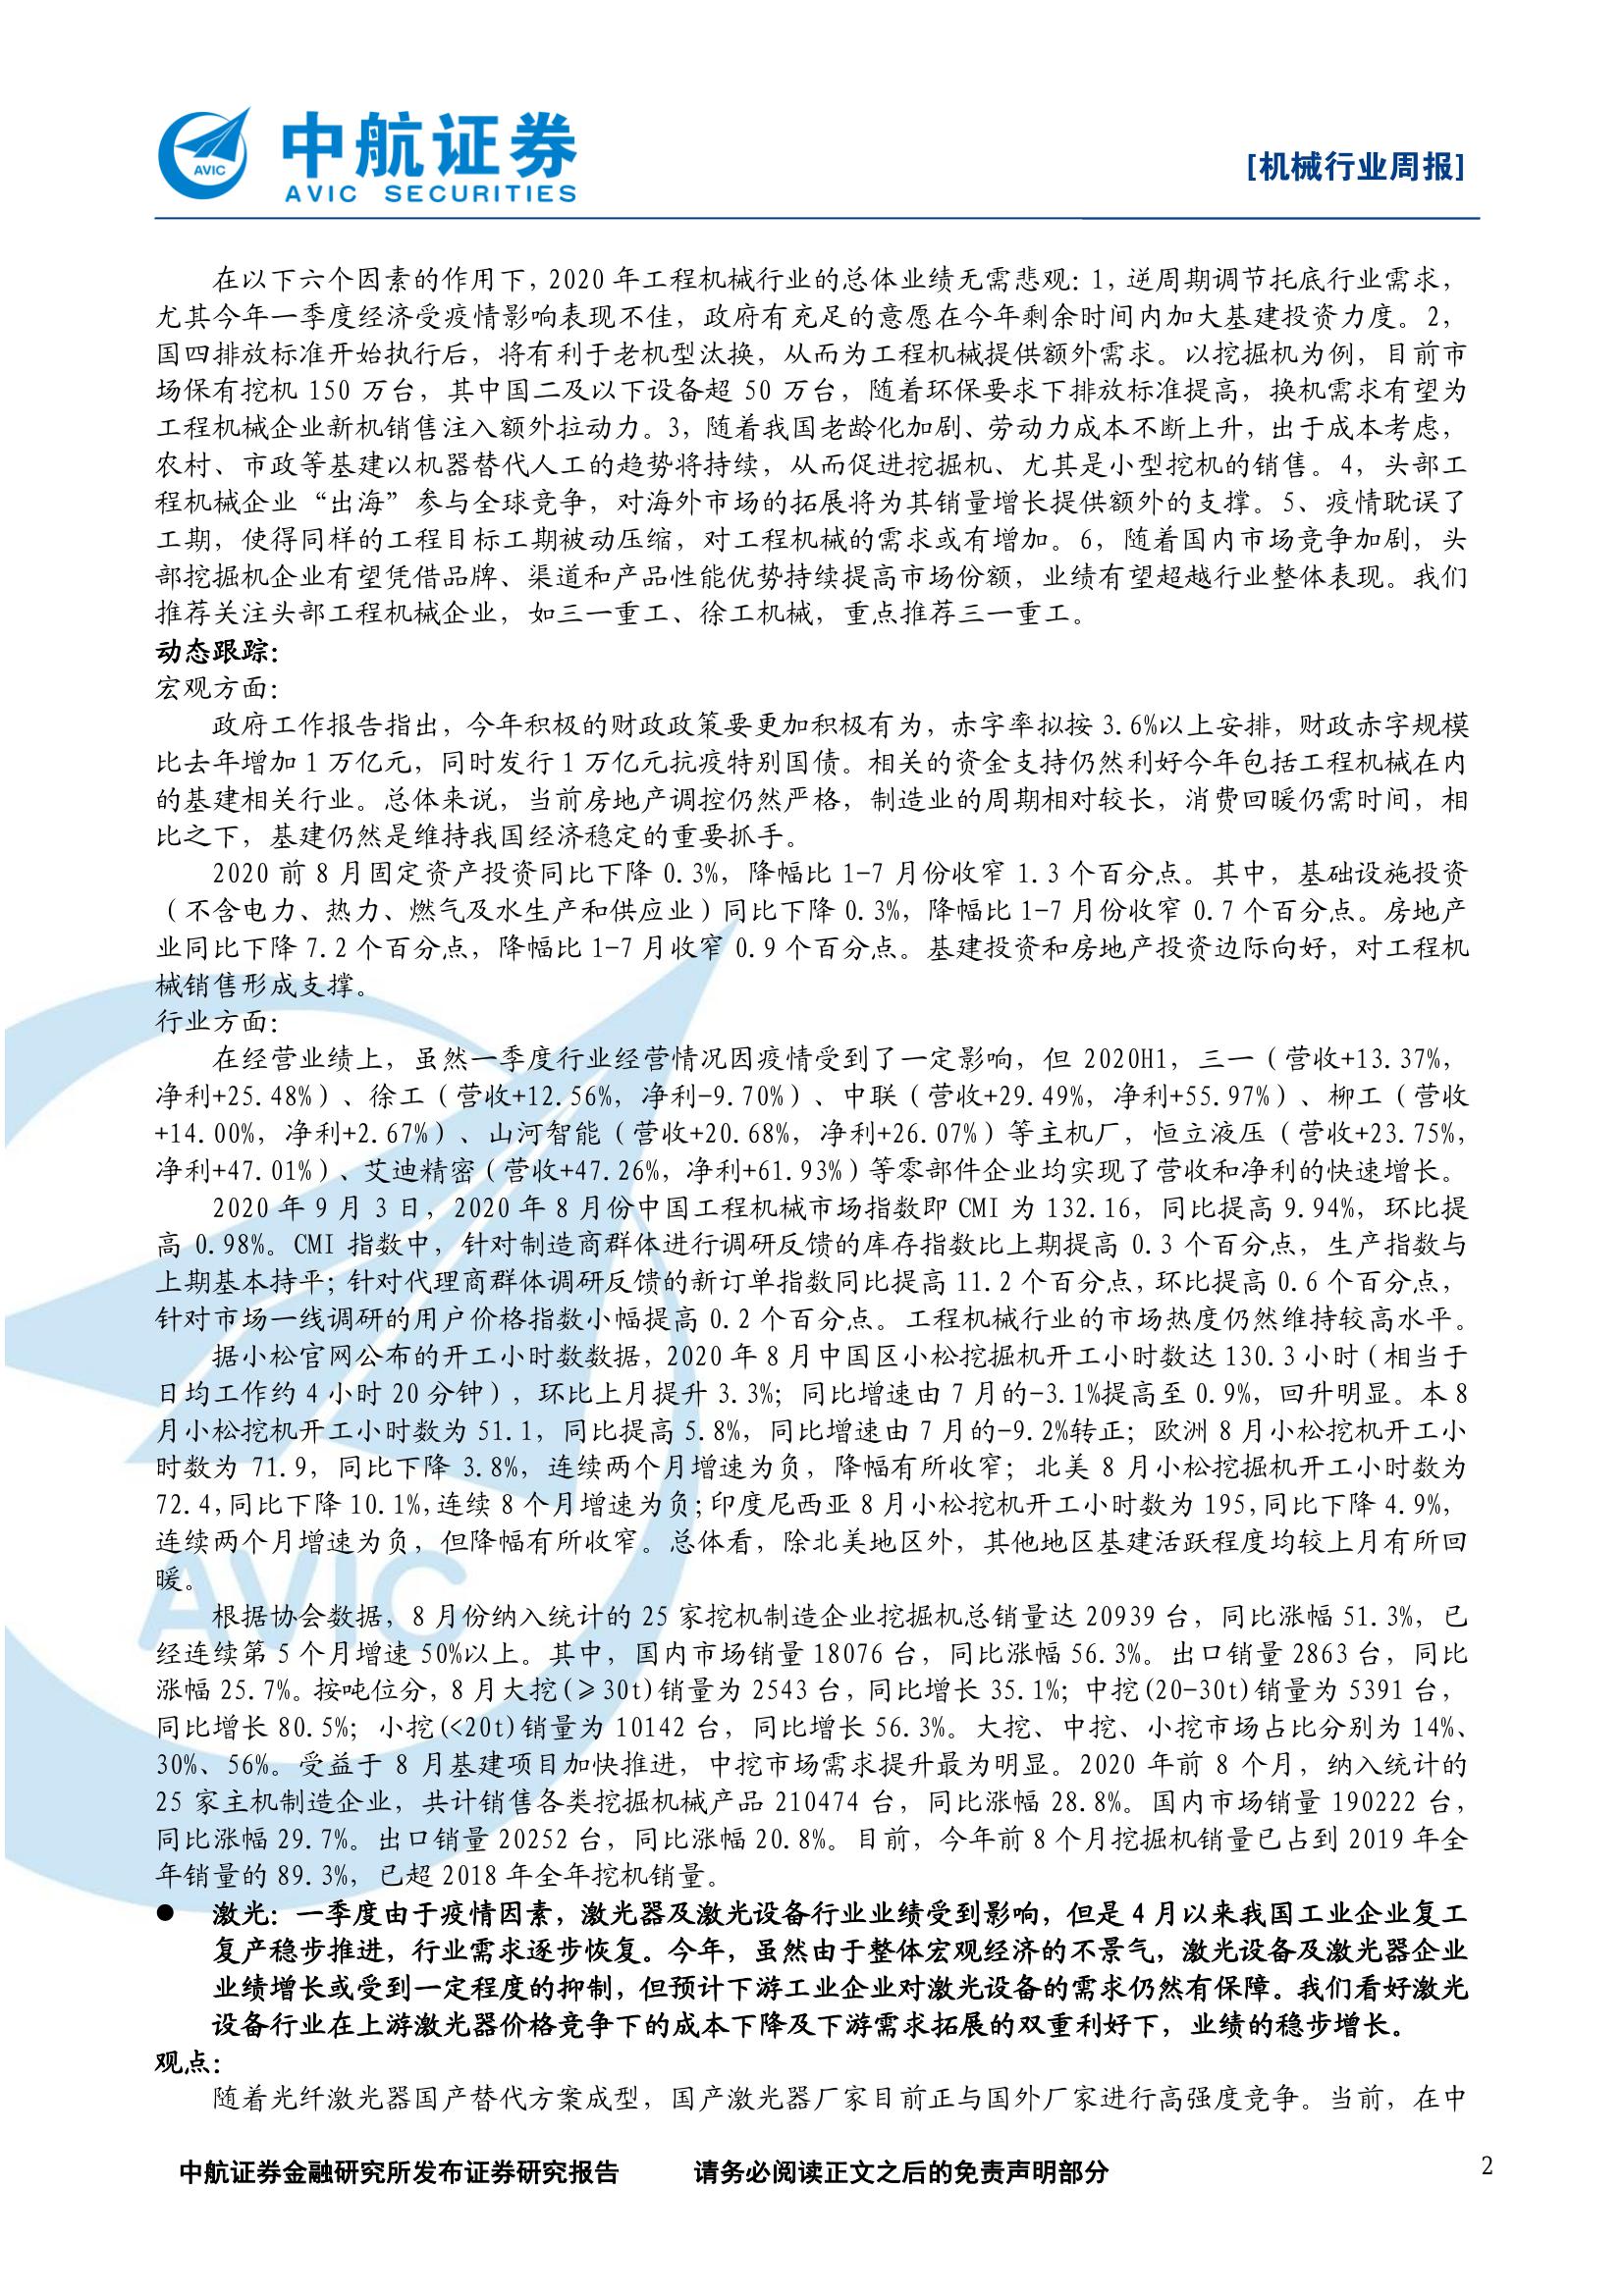 中航证券
AVIC SECURITIES
AVIC
[机械行业周报]
在以下六个因素的作用下，2020 年工程机械行业的总体业绩无需悲观：1，逆周期调节托底行业需求，
尤其今年一季度经济受疫情影响表现不佳，政府有充足的意愿在今年剩余时间内加大基建投资力度。2，
国四排放标准开始执行后，将有利于老机型汰换，从而为工程机械提供额外需求。以挖掘机为例，目前市
场保有挖机 150 万台，其中国二及以下设备超 50 万台，随着环保要求下排放标准提高，换机需求有望为
工程机械企业新机销售注入额外拉动力。3，随着我国老龄化加剧、劳动力成本不断上升，出于成本考虑，
农村、市政等基建以机器替代人工的趋势将持续，从而促进挖掘机、尤其是小型挖机的销售。4，头部工
程机械企业“出海”参与全球竞争，对海外市场的拓展将为其销量增长提供额外的支撑。5、疫情耽误了
工期，使得同样的工程目标工期被动压缩，对工程机械的需求或有增加。6，随着国内市场竞争加剧，头
部挖掘机企业有望凭借品牌、渠道和产品性能优势持续提高市场份额，业绩有望超越行业整体表现。我们
推荐关注头部工程机械企业，如三一重工、徐工机械，重点推荐三一重工。
动态跟踪：
宏观方面：
政府工作报告指出，今年积极的财政政策要更加积极有为，赤字率拟按 3.6%以上安排，财政赤字规模
比去年增加 1 万亿元，同时发行 1 万亿元抗疫特别国债。相关的资金支持仍然利好今年包括工程机械在内
的基建相关行业。总体来说，当前房地产调控仍然严格，制造业的周期相对较长，消费回暖仍需时间，相
比之下，基建仍然是维持我国经济稳定的重要抓手。
2020 前 8 月固定资产投资同比下降 0.3%，降幅比 1-7 月份收窄 1.3 个百分点。其中，基础设施投资
（不含电力、热力、燃气及水生产和供应业）同比下降 0.3%，降幅比 1-7 月份收窄 0.7 个百分点。房地产
业同比下降 7.2 个百分点，降幅比 1-7 月收窄 0.9 个百分点。基建投资和房地产投资边际向好，对工程机
械销售形成支撑。
行业方面：
在经营业绩上，虽然一季度行业经营情况因疫情受到了一定影响，但 2020H1，三一（营收+13.37%，
净利+25.48%）、徐工（营收+12.56%，净利-9.70%）、中联（营收+29.49%，净利+55.97%）、柳工（营收
+14.00%，净利+2.67%）、山河智能（营收+20.68%，净利+26.07%）等主机厂，恒立液压（营收+23.75%，
净利+47.01%）、艾迪精密（营收+47.26%，净利+61.93%）等零部件企业均实现了营收和净利的快速增长。
2020 年 9 月 3 日，2020 年 8 月份中国工程机械市场指数即 CMI 为 132.16，同比提高 9.94%，环比提
高 0.98%。CMI 指数中，针对制造商群体进行调研反馈的库存指数比上期提高 0.3 个百分点，生产指数与
上期基本持平；针对代理商群体调研反馈的新订单指数同比提高 11.2 个百分点，环比提高 0.6 个百分点，
针对市场一线调研的用户价格指数小幅提高 0.2 个百分点。工程机械行业的市场热度仍然维持较高水平。
据小松官网公布的开工小时数数据，2020 年 8 月中国区小松挖掘机开工小时数达 130.3 小时（相当于
日均工作约 4 小时 20 分钟），环比上月提升 3.3%；同比增速由 7 月的-3.1%提高至 0.9%，回升明显。本 8
月小松挖机开工小时数为 51.1，同比提高 5.8%，同比增速由 7 月的-9.2%转正；欧洲 8 月小松挖机开工小
时数为 71.9，同比下降 3.8%，连续两个月增速为负，降幅有所收窄；北美 8 月小松挖掘机开工小时数为
72.4，同比下降 10.1%，连续 8 个月增速为负；印度尼西亚 8 月小松挖机开工小时数为 195，同比下降 4.9%，
连续两个月增速为负，但降幅有所收窄。总体看，除北美地区外，其他地区基建活跃程度均较上月有所回
暖。
根据协会数据，8 月份纳入统计的 25 家挖机制造企业挖掘机总销量达 20939 台，同比涨幅 51.3%，已
经连续第 5 个月增速 50%以上。其中，国内市场销量 18076 台，同比涨幅 56.3%。出口销量 2863 台，同比
涨幅 25.7%。按吨位分，8 月大挖(≥30t)销量为 2543 台，同比增长 35.1%；中挖(20-30t)销量为 5391 台，
同比增长 80.5%；小挖(<20t)销量为 10142 台，同比增长 56.3%。大挖、中挖、小挖市场占比分别为 14%、
30%、56%。受益于 8 月基建项目加快推进，中挖市场需求提升最为明显。2020 年前 8 个月，纳入统计的
25 家主机制造企业，共计销售各类挖掘机械产品 210474 台，同比涨幅 28.8%。国内市场销量 190222 台，
同比涨幅 29.7%。出口销量 20252 台，同比涨幅 20.8%。目前，今年前 8 个月挖掘机销量已占到 2019 年全
年销量的 89.3%，已超 2018 年全年挖机销量。
● 激光：一季度由于疫情因素，激光器及激光设备行业业绩受到影响，但是 4 月以来我国工业企业复工
复产稳步推进，行业需求逐步恢复。今年，虽然由于整体宏观经济的不景气，激光设备及激光器企业
业绩增长或受到一定程度的抑制，但预计下游工业企业对激光设备的需求仍然有保障。我们看好激光
设备行业在上游激光器价格竞争下的成本下降及下游需求拓展的双重利好下，业绩的稳步增长。
观点：
随着光纤激光器国产替代方案成型，国产激光器厂家目前正与国外厂家进行高强度竞争。当前，在中
中航证券金融研究所发布证券研究报告 请务必阅读正文之后的免责声明部分
2
AVIC